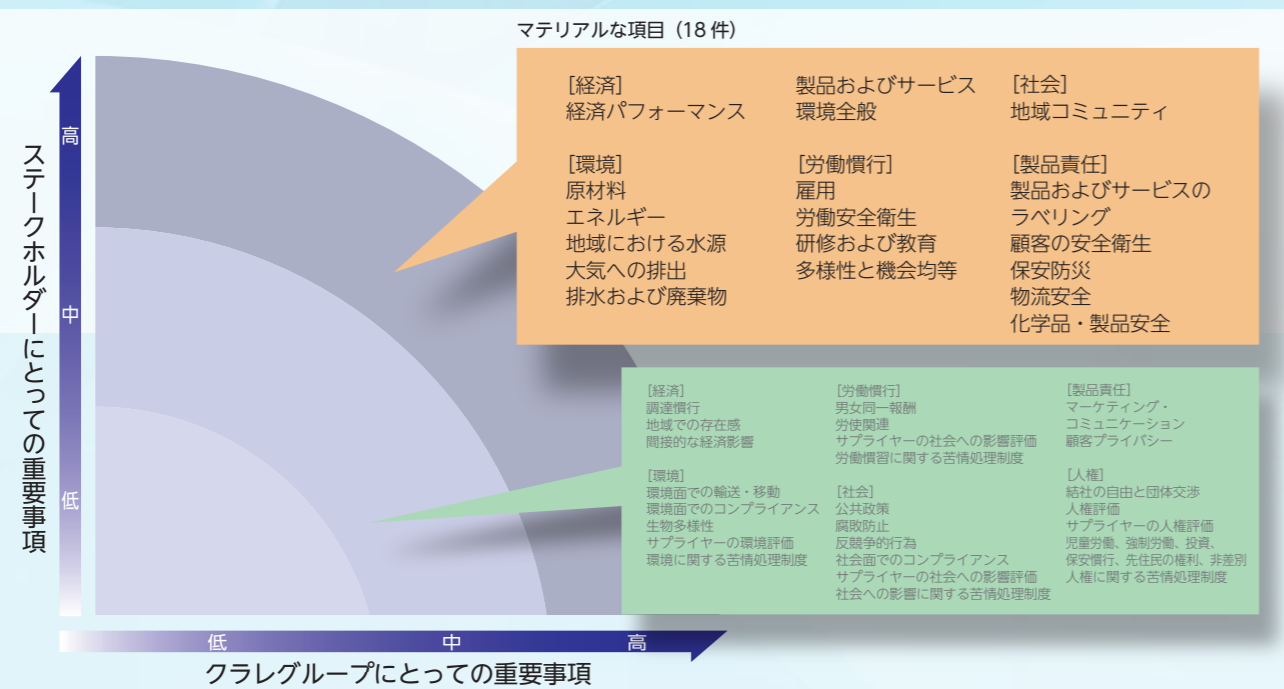 マテリアルな項目（18 件）
[経済]
経済パフォーマンス
[環境]
原材料
エネルギー
地域における水源
大気への排出
排水および廃棄物
製品およびサービス
環境全般
[労働慣行]
雇用
労働安全衛生
研修および教育
多様性と機会均等
[社会]
地域コミュニティ
[製品責任]
製品およびサービスの
ラベリング
顧客の安全衛生
保安防災
物流安全
化学品・製品安全
[経済]
調達慣行
地域での存在感
間接的な経済影響
[環境]
環境面での輸送・移動
環境面でのコンプライアンス
生物多様性
サプライヤーの環境評価
環境に関する苦情処理制度
[労働慣行]
男女同一報酬
労使関連
サプライヤーの社会への影響評価
労働慣習に関する苦情処理制度
[社会]
公共政策
腐敗防止
反競争的行為
社会面でのコンプライアンス
サプライヤーの社会への影響評価
社会への影響に関する苦情処理制度
[製品責任]
マーケティング・
コミュニケーション
顧客プライバシー
[人権]
結社の自由と団体交渉
人権評価
サプライヤーの人権評価
児童労働、強制労働、投資、
保安慣行、先住民の権利、非差別
人権に関する苦情処理制度
ステークホルダーにとっての重要事項
高
中
低
低 中 高
クラレグループにとっての重要事項